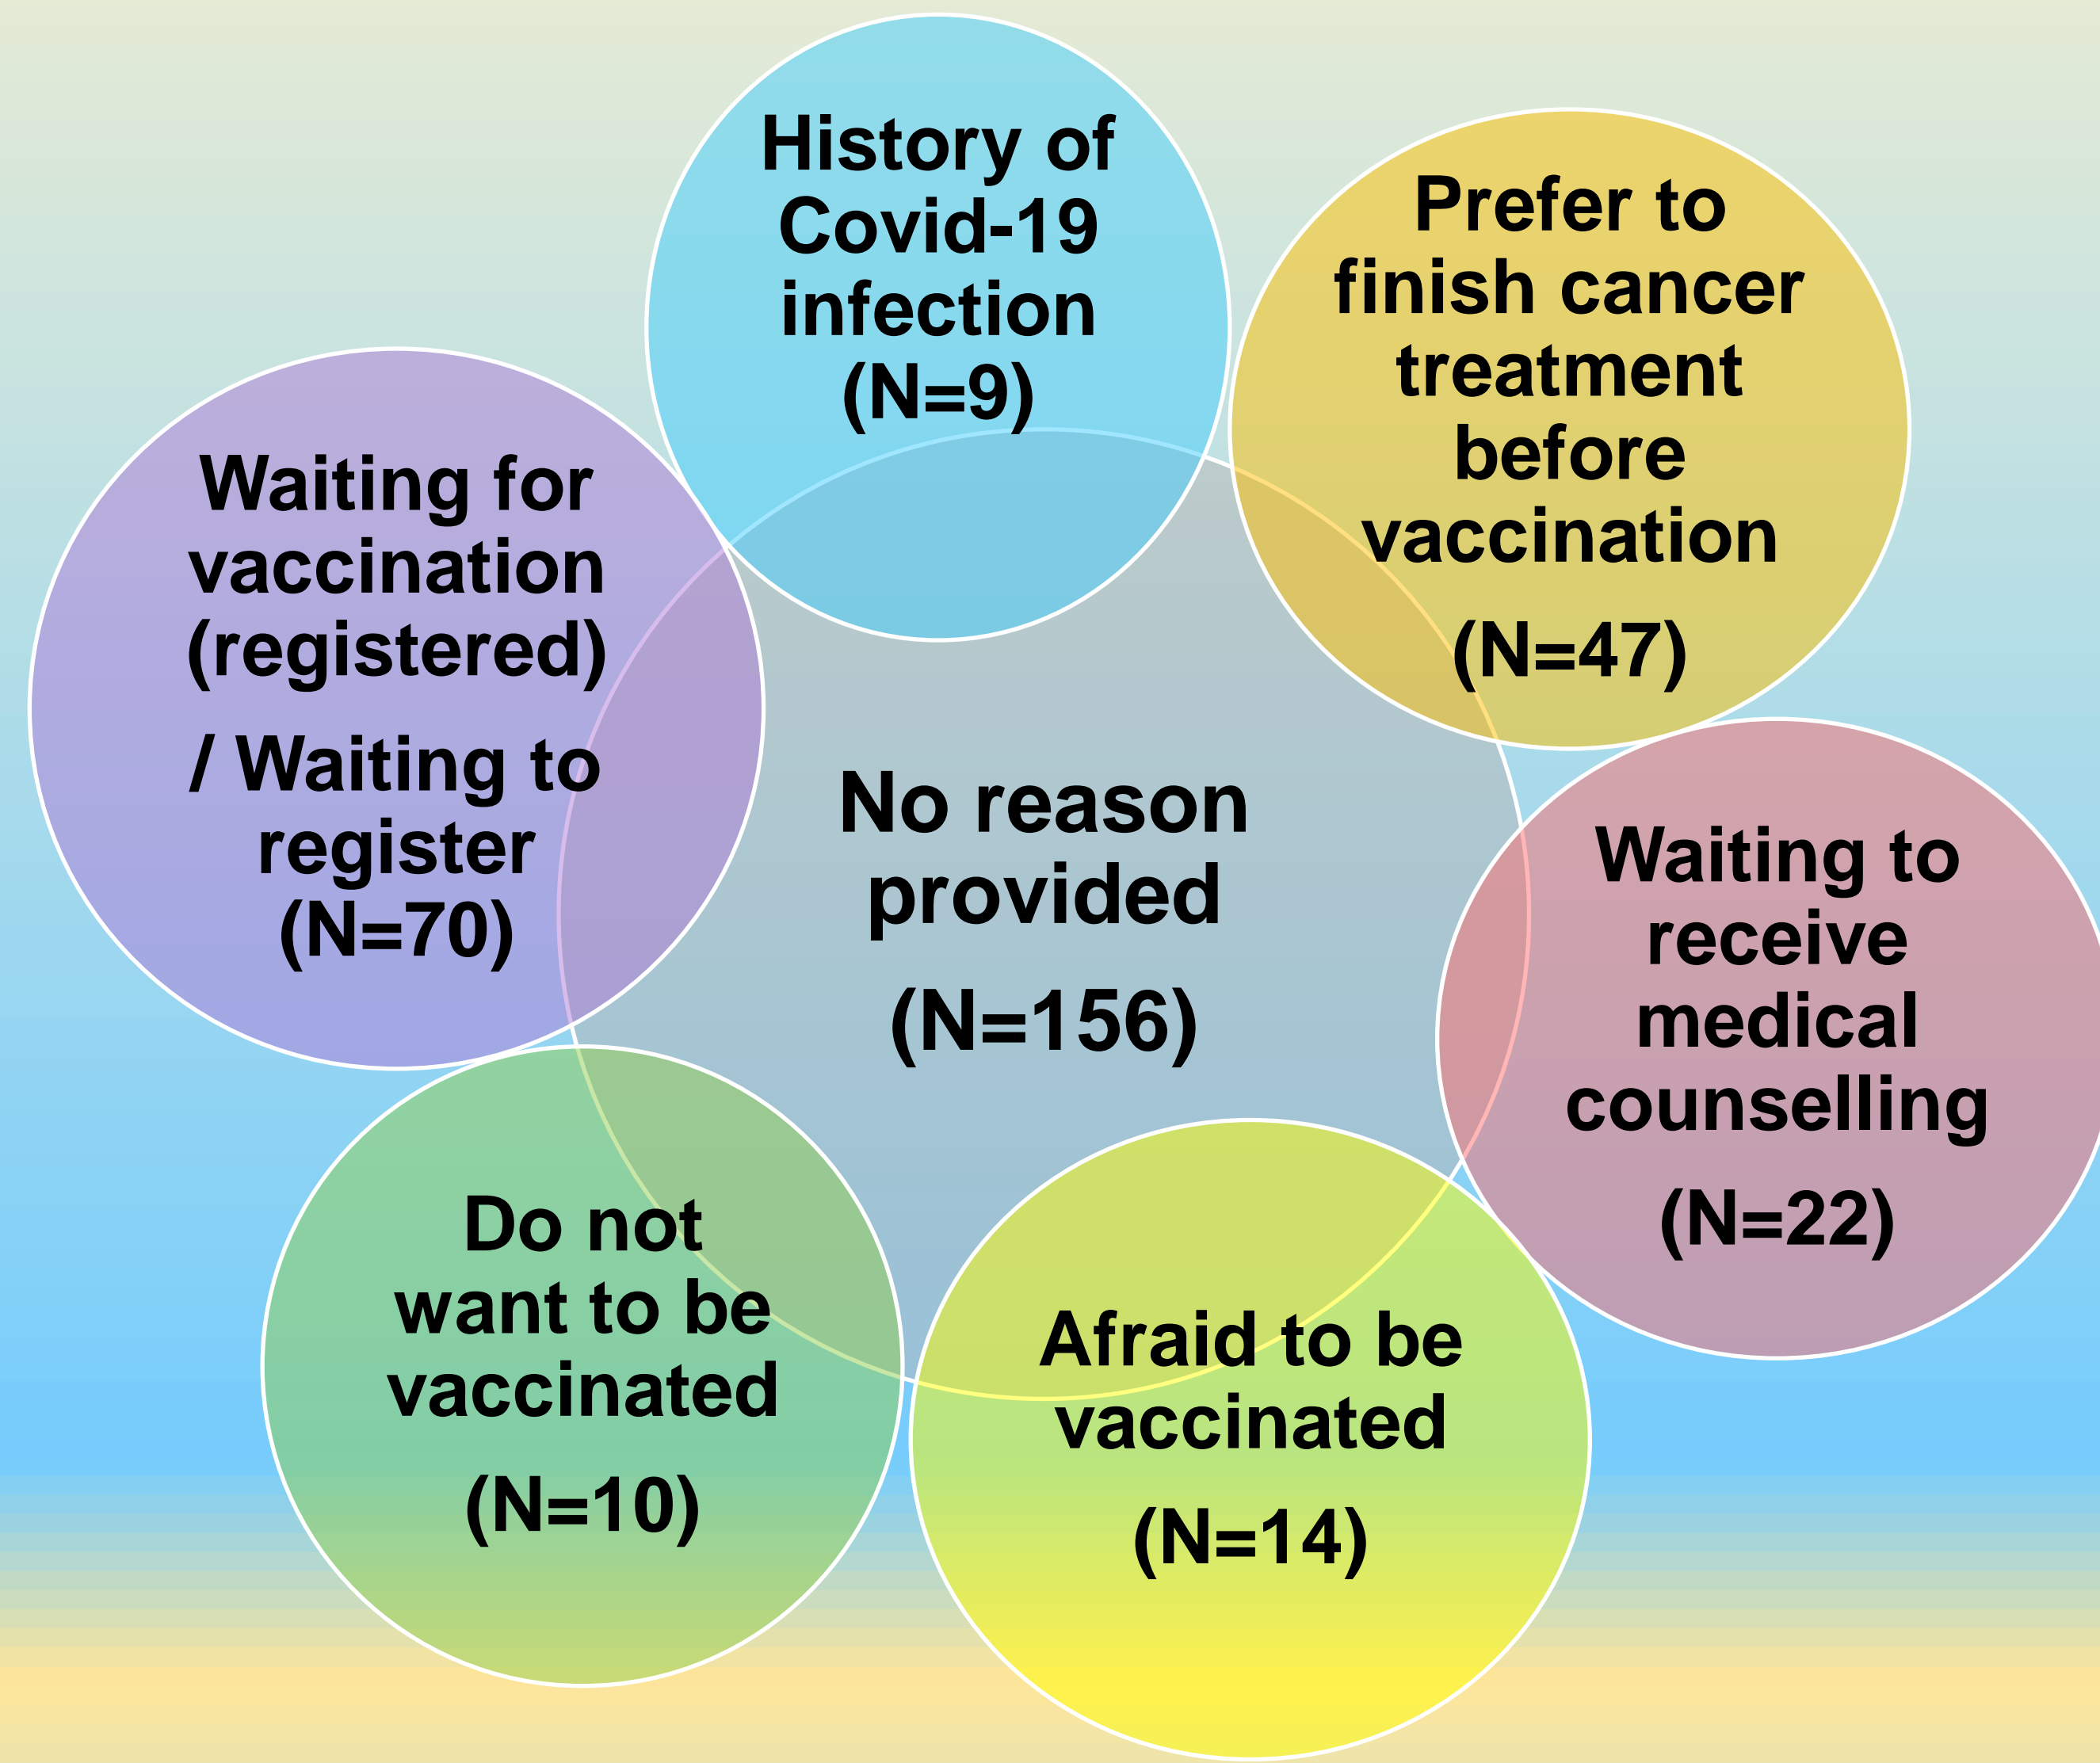 History of
Covid-19
infection
(N=9)
Prefer to
finish cancer
treatment
before
vaccination
(N=47)
Waiting for
vaccination
(registered)
/ Waiting to
register
(N=70)
No reason
provided
(N=156)
Waiting to
receive
medical
counselling
(N=22)
Do not
want to be
vaccinated
(N=10)
Afraid to be
vaccinated
(N=14)